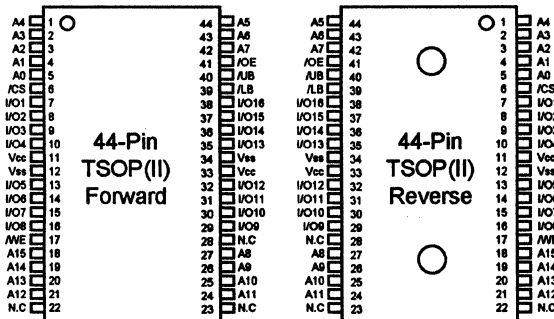 A4 1 44 A5 A5 44 1 A4
A3 2 43 A6 A6 43 2 A3
A2 3 42 A7 A7 42 3 A2
A1 4 41 /OE /OE 41 4 A1
A0 5 40 /UB /UB 40 5 A0
/CS 6 39 /LB /LB 39 6 /CS
I/O1 7 38 I/O16 I/O16 38 7 I/O1
I/O2 8 37 I/O15 I/O15 37 8 I/O2
I/O3 9 36 I/O14 I/O14 36 9 I/O3
I/O4 10 35 I/O13 I/O13 35 10 I/O4
Vcc 11 34 Vss Vss 34 11 Vcc
Vss 12 33 Vcc Vcc 33 12 Vss
I/O5 13 32 I/O12 I/O12 32 13 I/O
I/O6 14 31 I/O11 I/O11 31 14 I/O
I/O7 15 30 I/O10 I/O10 30 15 I/O
I/O8 16 29 I/O9 I/O9 29 16 I/O
/WE 17 28 N.C N.C 28 17 /WE
A15 18 27 A8 A8 27 18 A15
A14 19 26 A9 A9 26 19 A14
A13 20 25 A10 A10 25 20 A13
A12 21 24 A11 A11 24 21 A12
N.C 22 23 N.C N.C 23 22 N.C
44-Pin
TSOP(II)
Forward
44-Pin
TSOP(II)
Reverse